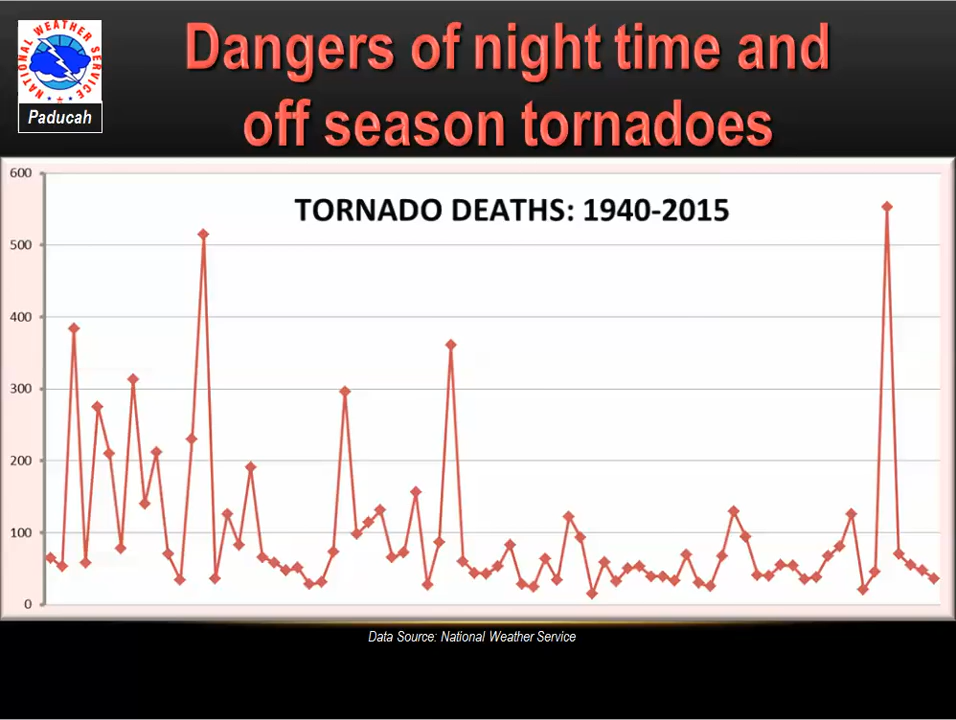 NATIONAL WEATHER SERVICE
Paducah
Dangers of night time and
off season tornadoes
TORNADO DEATHS: 1940-2015
600
500
400
300
200
100
0
Data Source: National Weather Service